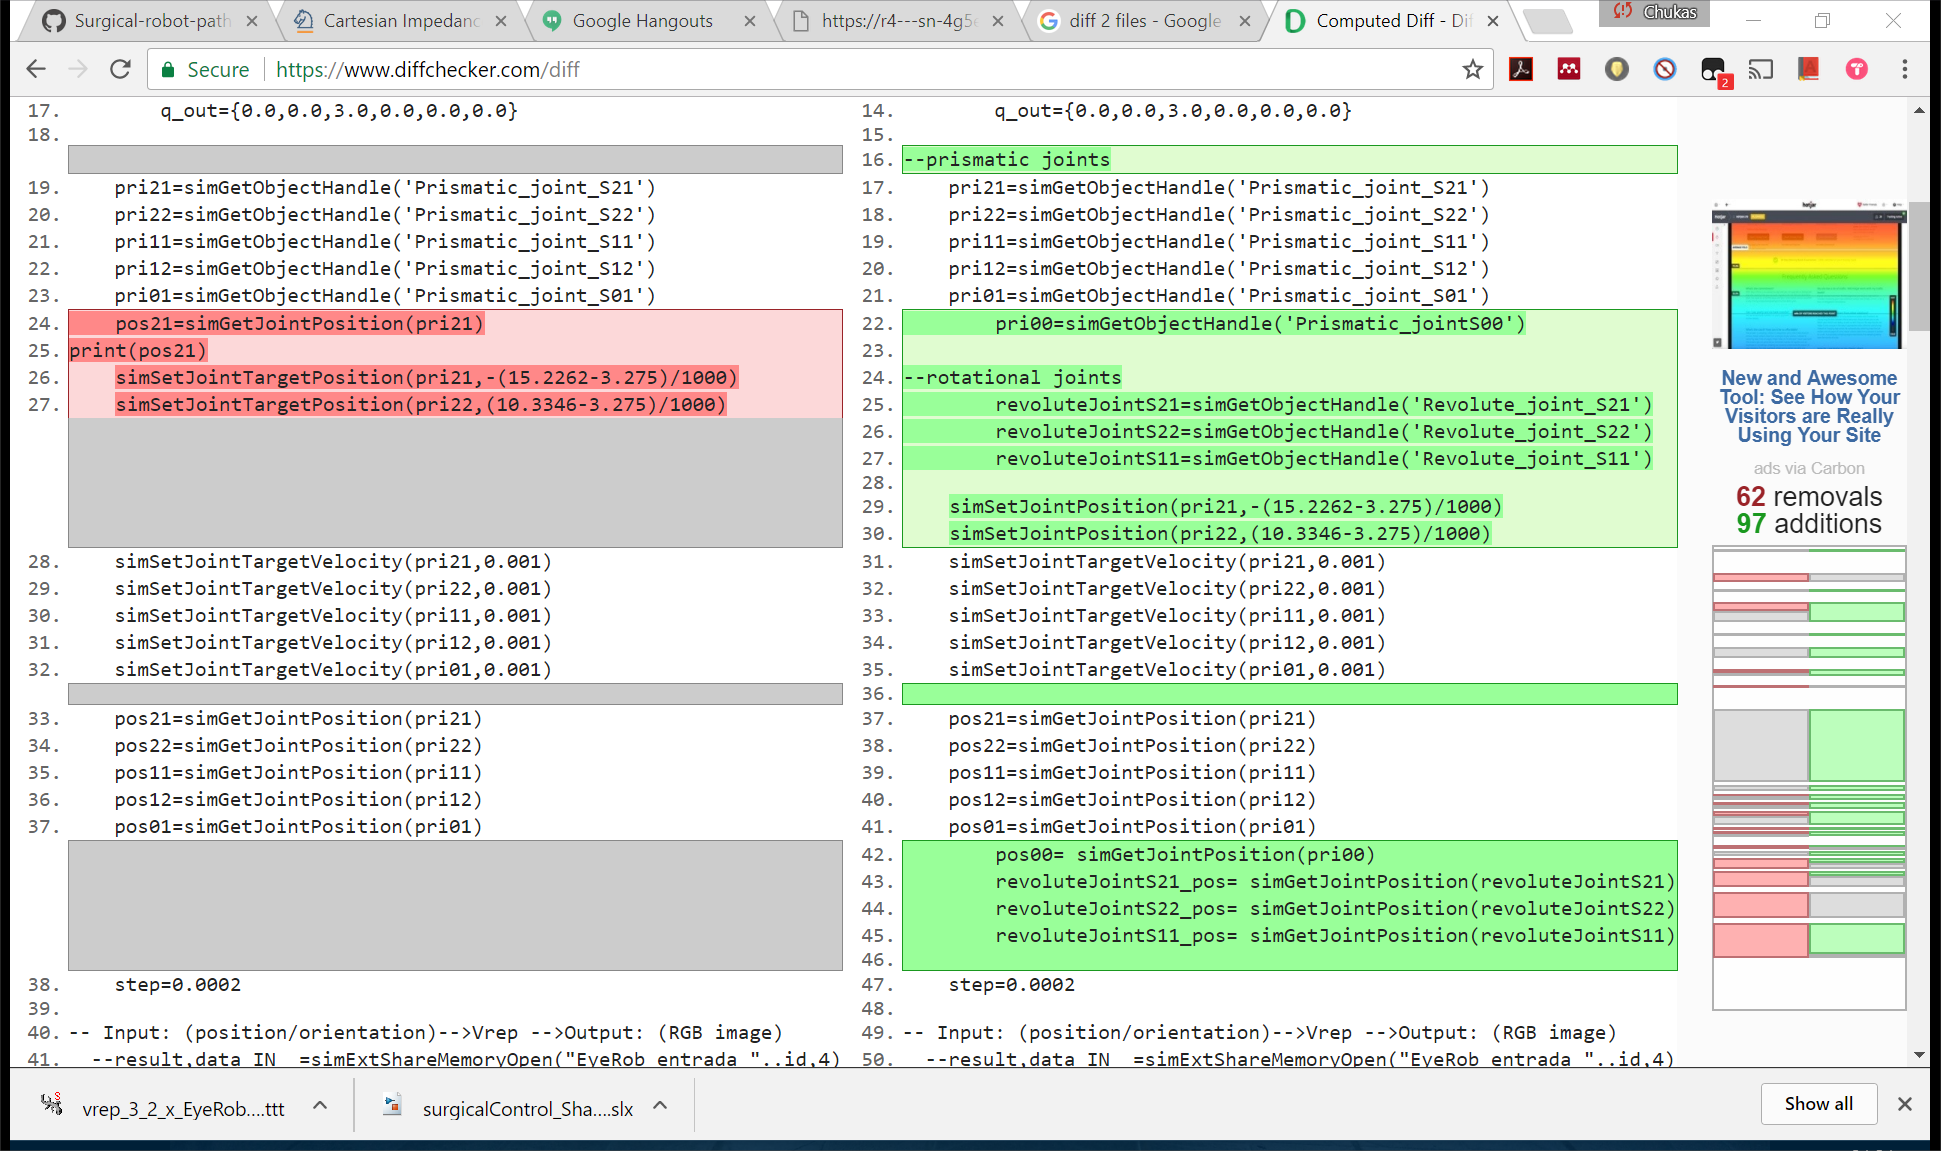 Surgical-robot-path
Cartesian Impedanc
Google Hangouts
https://r4---sn-4g5e
diff 2 files - Google
Computed Diff - Dif
Chukas
Secure
https://www.diffchecker.com/diff
2
17. q_out={0.0,0.0,3.0,0.0,0.0,0.0}
18.
19. pri21=simGetObjectHandle('Prismatic_joint_S21')
20. pri22=simGetObjectHandle('Prismatic_joint_S22')
21. pri11=simGetObjectHandle('Prismatic_joint_S11')
22. pri12=simGetObjectHandle('Prismatic_joint_S12')
23. pri01=simGetObjectHandle('Prismatic_joint_S01')
24. pos21=simGetJointPosition(pri21)
25. print(pos21)
26. simSetJointTargetPosition(pri21,-(15.2262-3.275)/1000)
27. simSetJointTargetPosition(pri22,(10.3346-3.275)/1000)
28. simSetJointTargetVelocity(pri21,0.001)
29. simSetJointTargetVelocity(pri22,0.001)
30. simSetJointTargetVelocity(pri11,0.001)
31. simSetJointTargetVelocity(pri12,0.001)
32. simSetJointTargetVelocity(pri01,0.001)
33. pos21=simGetJointPosition(pri21)
34. pos22=simGetJointPosition(pri22)
35. pos11=simGetJointPosition(pri11)
36. pos12=simGetJointPosition(pri12)
37. pos01=simGetJointPosition(pri01)
38. step=0.0002
39.
40. -- Input: (position/orientation)-->Vrep -->Output: (RGB image)
41. --result,data IN =simExtShareMemoryOpen("EyeRob entrada "..id,4)
14. q_out={0.0,0.0,3.0,0.0,0.0,0.0}
15.
16. --prismatic joints
17. pri21=simGetObjectHandle('Prismatic_joint_S21')
18. pri22=simGetObjectHandle('Prismatic_joint_S22')
19. pri11=simGetObjectHandle('Prismatic_joint_S11')
20. pri12=simGetObjectHandle('Prismatic_joint_S12')
21. pri01=simGetObjectHandle('Prismatic_joint_S01')
22. pri00=simGetObjectHandle('Prismatic_jointS00')
23.
24. --rotational joints
25. revoluteJointS21=simGetObjectHandle('Revolute_joint_S21')
26. revoluteJointS22=simGetObjectHandle('Revolute_joint_S22')
27. revoluteJointS11=simGetObjectHandle('Revolute_joint_S11')
28.
29. simSetJointPosition(pri21,-(15.2262-3.275)/1000)
30. simSetJointPosition(pri22,(10.3346-3.275)/1000)
31. simSetJointTargetVelocity(pri21,0.001)
32. simSetJointTargetVelocity(pri22,0.001)
33. simSetJointTargetVelocity(pri11,0.001)
34. simSetJointTargetVelocity(pri12,0.001)
35. simSetJointTargetVelocity(pri01,0.001)
36.
37. pos21=simGetJointPosition(pri21)
38. pos22=simGetJointPosition(pri22)
39. pos11=simGetJointPosition(pri11)
40. pos12=simGetJointPosition(pri12)
41. pos01=simGetJointPosition(pri01)
42. pos00= simGetJointPosition(pri00)
43. revoluteJointS21_pos= simGetJointPosition(revoluteJointS21)
44. revoluteJointS22_pos= simGetJointPosition(revoluteJointS22)
45. revoluteJointS11_pos= simGetJointPosition(revoluteJointS11)
46.
47. step=0.0002
48.
49. -- Input: (position/orientation)-->Vrep -->Output: (RGB image)
50. --result,data IN =simExtShareMemoryOpen("EyeRob entrada "..id,4)
New and Awesome
Tool: See How Your
Visitors are Really
Using Your Site
ads via Carbon
62 removals
97 additions
vrep_3_2_x_EyeRob....ttt
surgicalControl_Sha....slx
Show all